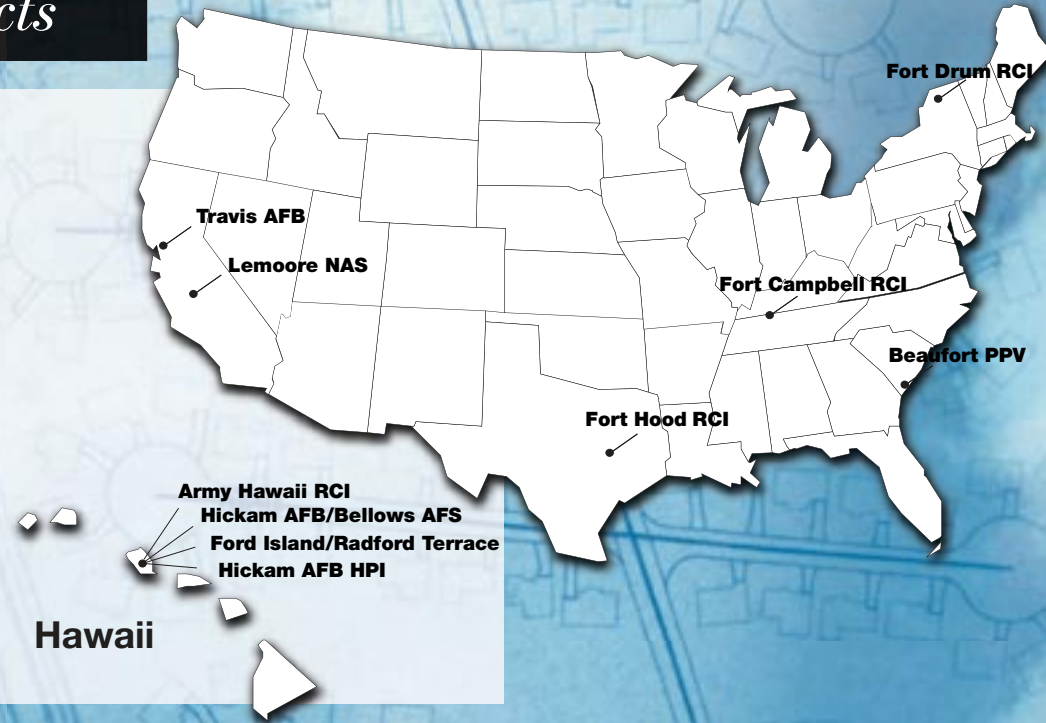 Fort Drum RCI
Travis AFB
Lemoore NAS
Fort Campbell RCI
Beaufort PPV
Fort Hood RCI
Army Hawaii RCI
Hickam AFB/Bellows AFS
Ford Island/Radford Terrace
Hickam AFB HPI
Hawaii